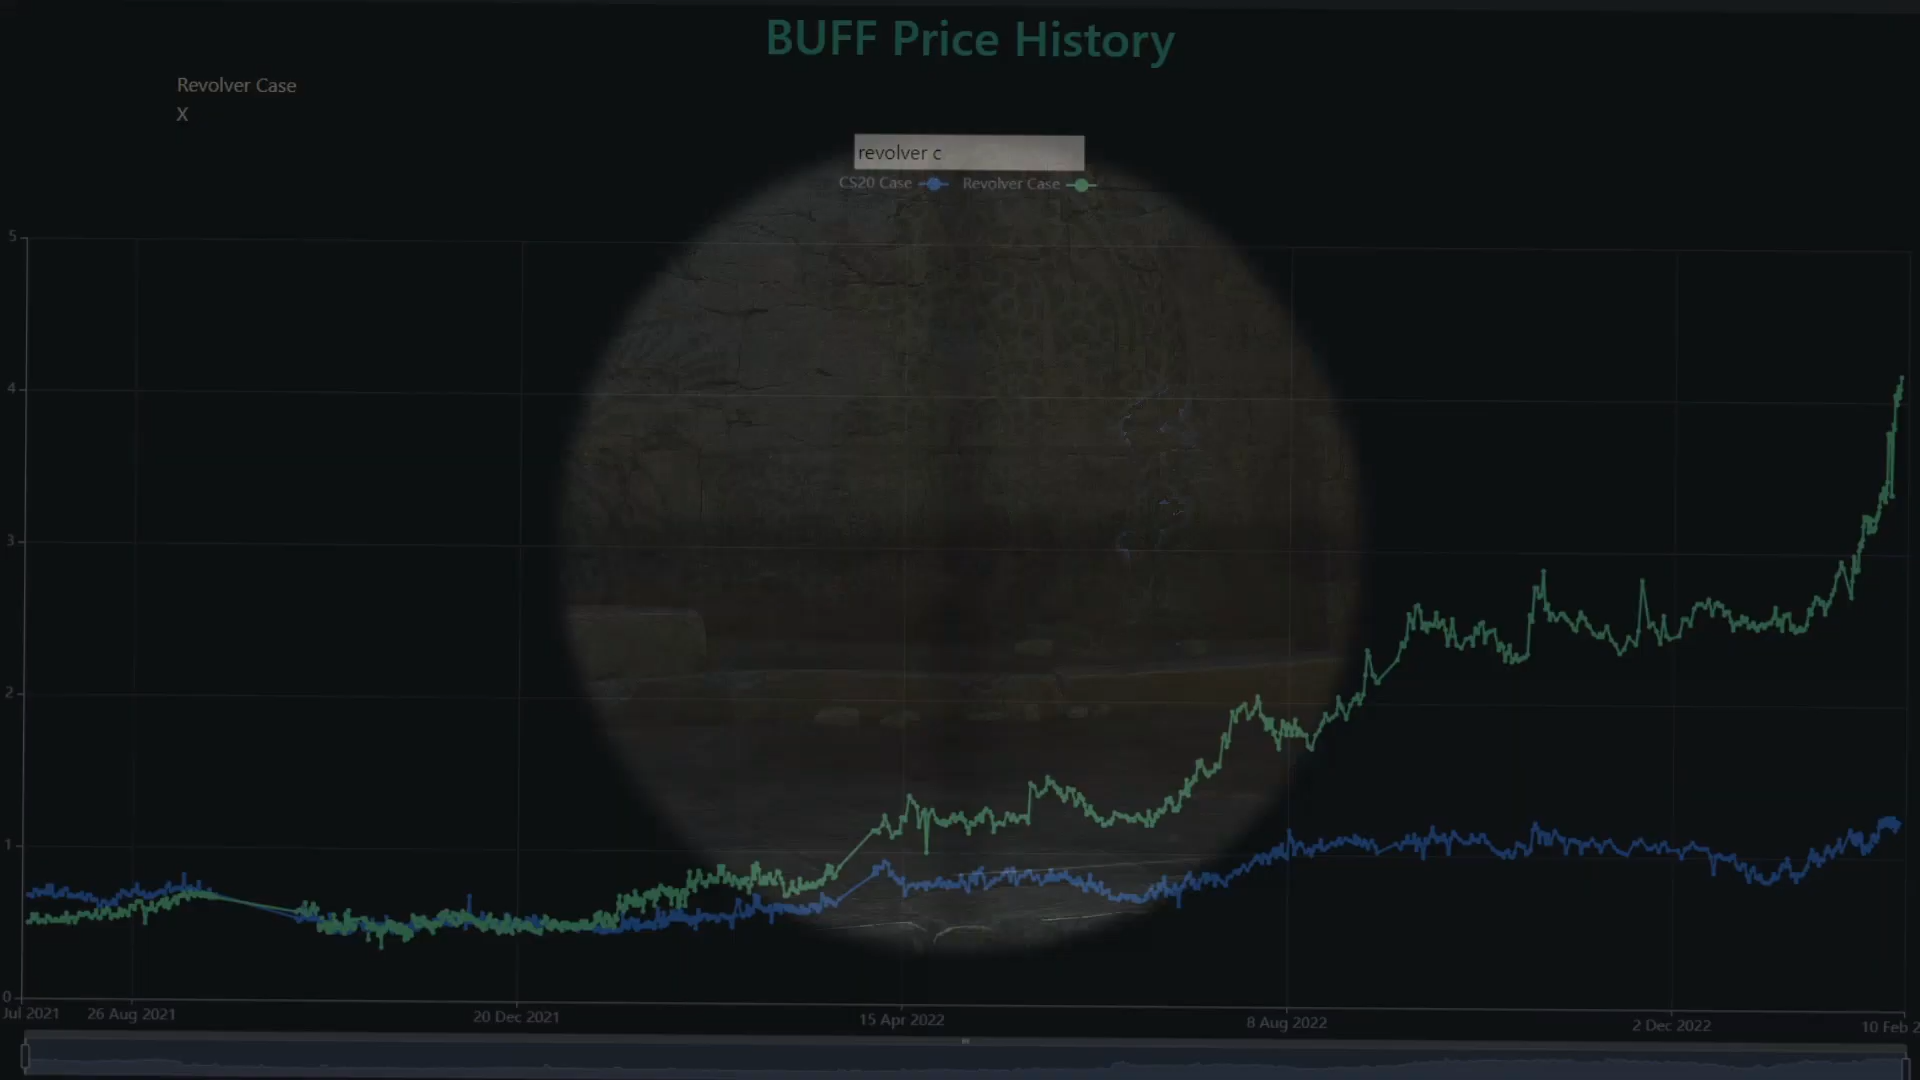 BUFF Price History
Revolver Case
X
revolver c
CS20 Case Revolver Case
5
4
3
2
1
0
Jul 2021 26 Aug 2021 20 Dec 2021 15 Apr 2022 8 Aug 2022 2 Dec 2022 10 Feb 2